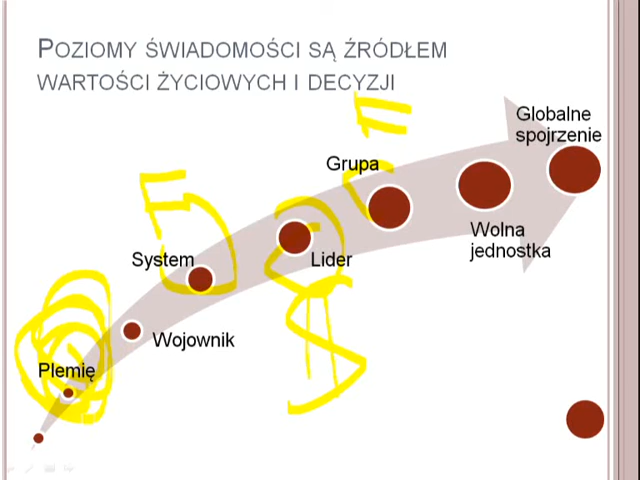 POZIOMY ŚWIADOMOŚCI SĄ ŹRÓDŁEM
WARTOŚCI ŻYCIOWYCH I DECYZJI
Globalne
spojrzenie
Grupa
Wolna
jednostka
System
Lider
Wojownik
Plemię